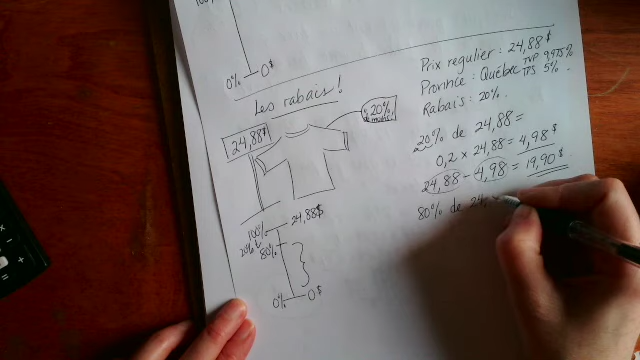 100%
0% 0$
Les rabais!
24,88$
20%
de moins!
100% 24,88$
20%
80%
0% 0$
Prix regulier : 24,88$
Province : Québec TVP 9,975%
TPS 5%
Rabais : 20%
20% de 24,88 =
0,2 x 24,88 = 4,98$
24,88 - 4,98 = 19,90$
80% de 24,